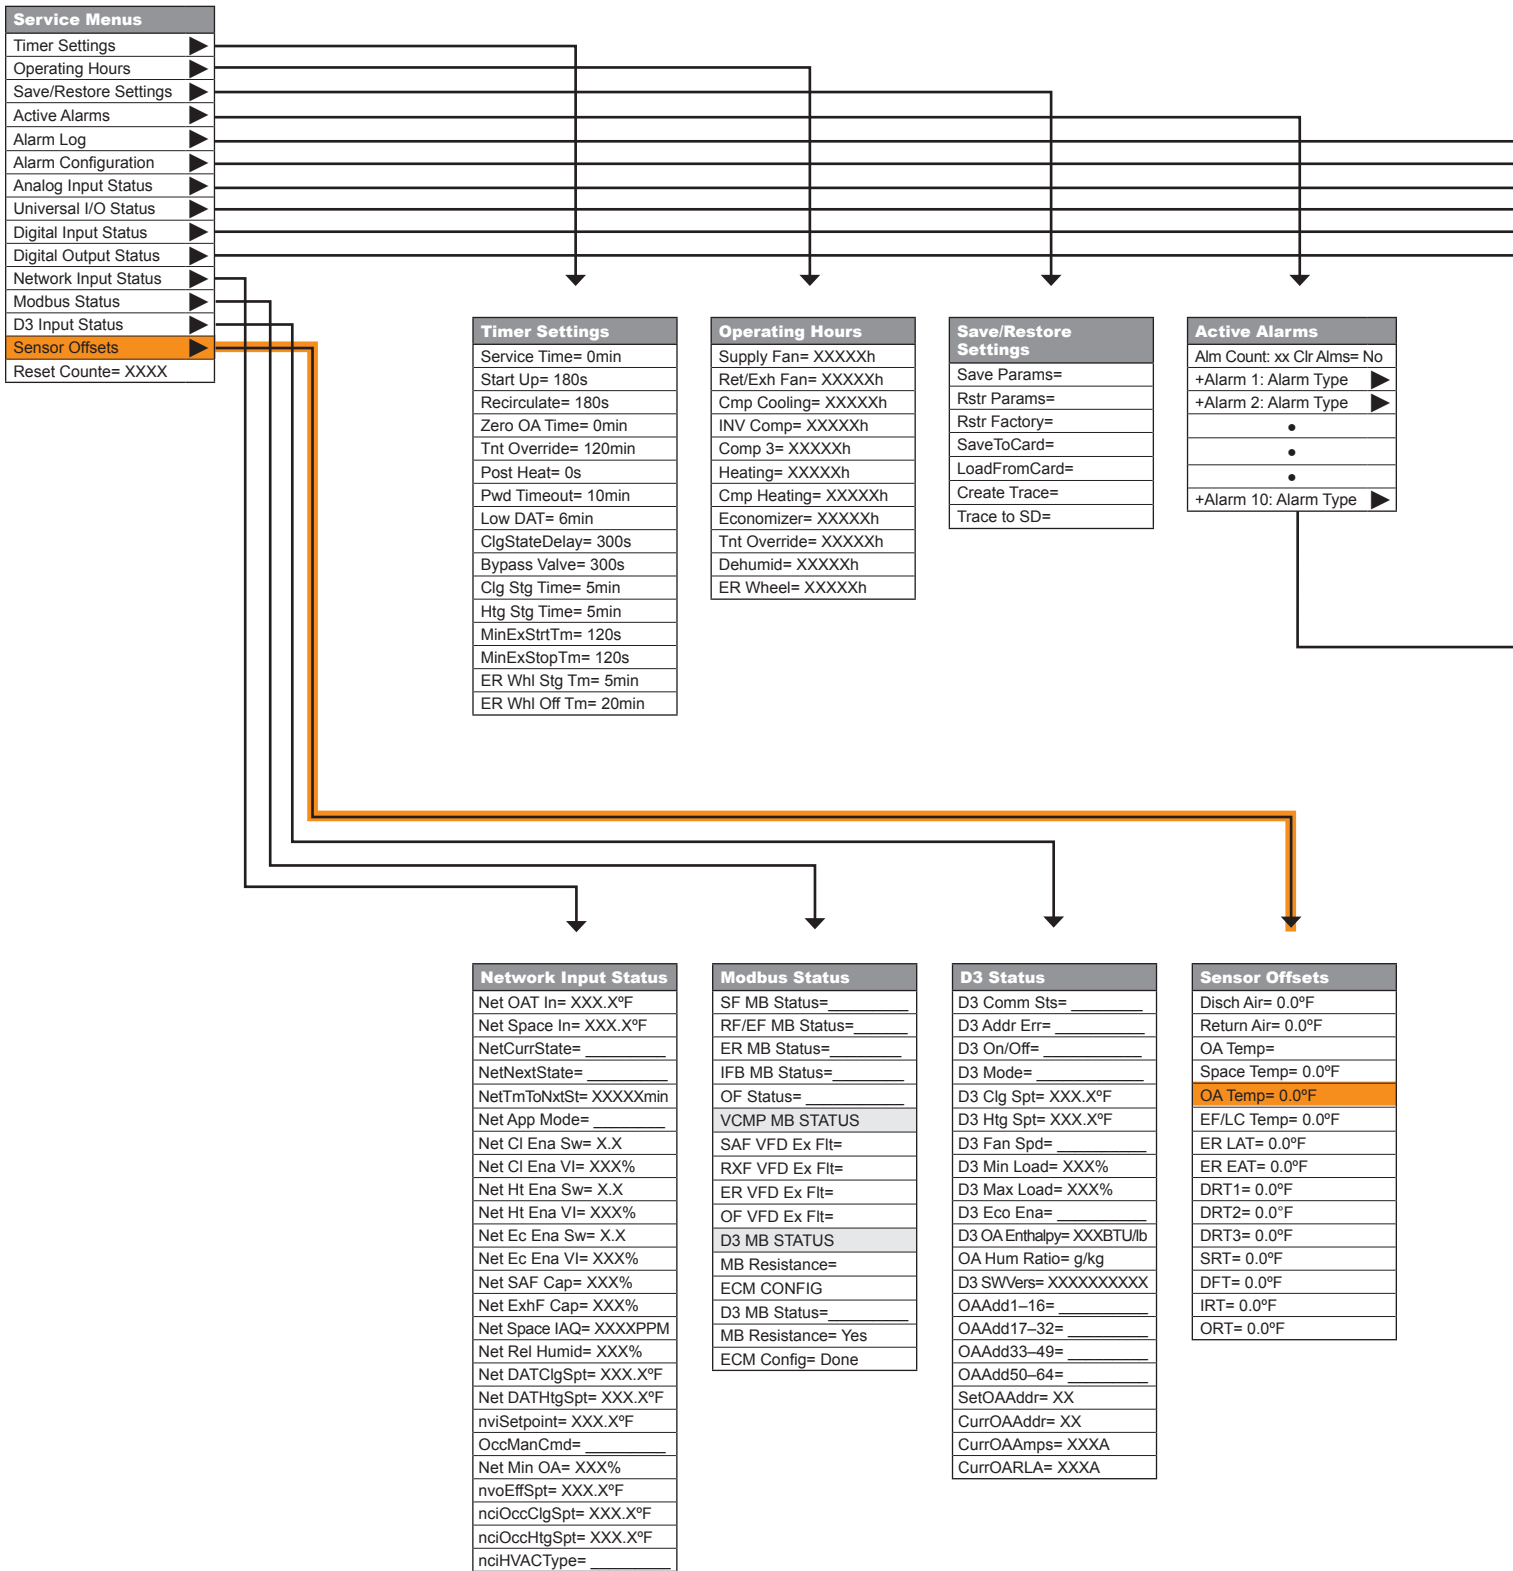 Service Menus
Timer Settings
Operating Hours
Save/Restore Settings
Active Alarms
Alarm Log
Alarm Configuration
Analog Input Status
Universal I/O Status
Digital Input Status
Digital Output Status
Network Input Status
Modbus Status
D3 Input Status
Sensor Offsets
Reset Counte= XXXX
Timer Settings
Service Time= 0min
Start Up= 180s
Recirculate= 180s
Zero OA Time= 0min
Tnt Override= 120min
Post Heat= 0s
Pwd Timeout= 10min
Low DAT= 6min
ClgStateDelay= 300s
Bypass Valve= 300s
Clg Stg Time= 5min
Htg Stg Time= 5min
MinExStrtTm= 120s
MinExStopTm= 120s
ER Whl Stg Tm= 5min
ER Whl Off Tm= 20min
Operating Hours
Supply Fan= XXXXXh
Ret/Exh Fan= XXXXXh
Cmp Cooling= XXXXXh
INV Comp= XXXXXh
Comp 3= XXXXXh
Heating= XXXXXh
Cmp Heating= XXXXXh
Economizer= XXXXXh
Tnt Override= XXXXXh
Dehumid= XXXXXh
ER Wheel= XXXXXh
Save/Restore
Settings
Save Params=
Rstr Params=
Rstr Factory=
SaveToCard=
LoadFromCard=
Create Trace=
Trace to SD=
Active Alarms
Alm Count: xx Clr Alms= No
+Alarm 1: Alarm Type
+Alarm 2: Alarm Type
•
•
•
+Alarm 10: Alarm Type
Network Input Status
Net OAT In= XXX.XºF
Net Space In= XXX.XºF
NetCurrState= __________
NetNextState= __________
NetTmToNxtSt= XXXXXmin
Net App Mode= _________
Net Cl Ena Sw= X.X
Net Cl Ena Vl= XXX%
Net Ht Ena Sw= X.X
Net Ht Ena Vl= XXX%
Net Ec Ena Sw= X.X
Net Ec Ena Vl= XXX%
Net SAF Cap= XXX%
Net ExhF Cap= XXX%
Net Space IAQ= XXXXPPM
Net Rel Humid= XXX%
Net DATClgSpt= XXX.XºF
Net DATHtgSpt= XXX.XºF
nviSetpoint= XXX.XºF
OccManCmd= __________
Net Min OA= XXX%
nvoEffSpt= XXX.XºF
nciOccClgSpt= XXX.XºF
nciOccHtgSpt= XXX.XºF
nciHVACType= __________
Modbus Status
SF MB Status=__________
RF/EF MB Status=_______
ER MB Status=_________
IFB MB Status=_________
OF Status= ____________
VCMP MB STATUS
SAF VFD Ex Flt=
RXF VFD Ex Flt=
ER VFD Ex Flt=
OF VFD Ex Flt=
D3 MB STATUS
MB Resistance=
ECM CONFIG
D3 MB Status=__________
MB Resistance= Yes
ECM Config= Done
D3 Status
D3 Comm Sts= _________
D3 Addr Err= ___________
D3 On/Off= ____________
D3 Mode= _____________
D3 Clg Spt= XXX.XºF
D3 Htg Spt= XXX.XºF
D3 Fan Spd= ___________
D3 Min Load= XXX%
D3 Max Load= XXX%
D3 Eco Ena= ___________
D3 OA Enthalpy= XXXBTU/lb
OA Hum Ratio= g/kg
D3 SWVers= XXXXXXXXXX
OAAdd1–16= ___________
OAAdd17–32= __________
OAAdd33–49= __________
OAAdd50–64= __________
SetOAAddr= XX
CurrOAAddr= XX
CurrOAAmps= XXXA
CurrOARLA= XXXA
Sensor Offsets
Disch Air= 0.0ºF
Return Air= 0.0ºF
OA Temp=
Space Temp= 0.0ºF
OA Temp= 0.0ºF
EF/LC Temp= 0.0ºF
ER LAT= 0.0ºF
ER EAT= 0.0ºF
DRT1= 0.0ºF
DRT2= 0.0°F
DRT3= 0.0ºF
SRT= 0.0ºF
DFT= 0.0ºF
IRT= 0.0ºF
ORT= 0.0ºF